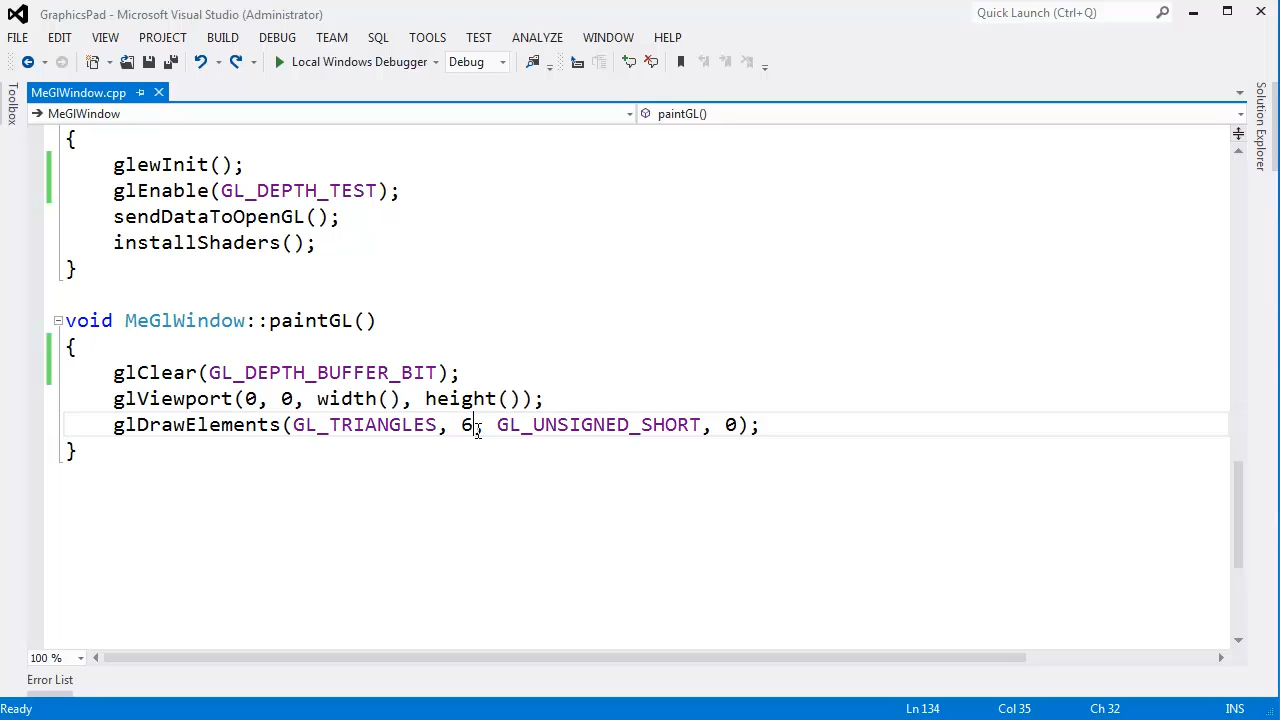 GraphicsPad - Microsoft Visual Studio (Administrator)
Quick Launch (Ctrl+Q)
FILE EDIT VIEW PROJECT BUILD DEBUG TEAM SQL TOOLS TEST ANALYZE WINDOW HELP
Local Windows Debugger Debug
Toolbox
MeGlWindow.cpp
Solution Explorer
MeGlWindow paintGL()
{
glewInit();
glEnable(GL_DEPTH_TEST);
sendDataToOpenGL();
installShaders();
}
void MeGlWindow::paintGL()
{
glClear(GL_DEPTH_BUFFER_BIT);
glViewport(0, 0, width(), height());
glDrawElements(GL_TRIANGLES, 6, GL_UNSIGNED_SHORT, 0);
}
100 %
Error List
Ready Ln 134 Col 35 Ch 32 INS